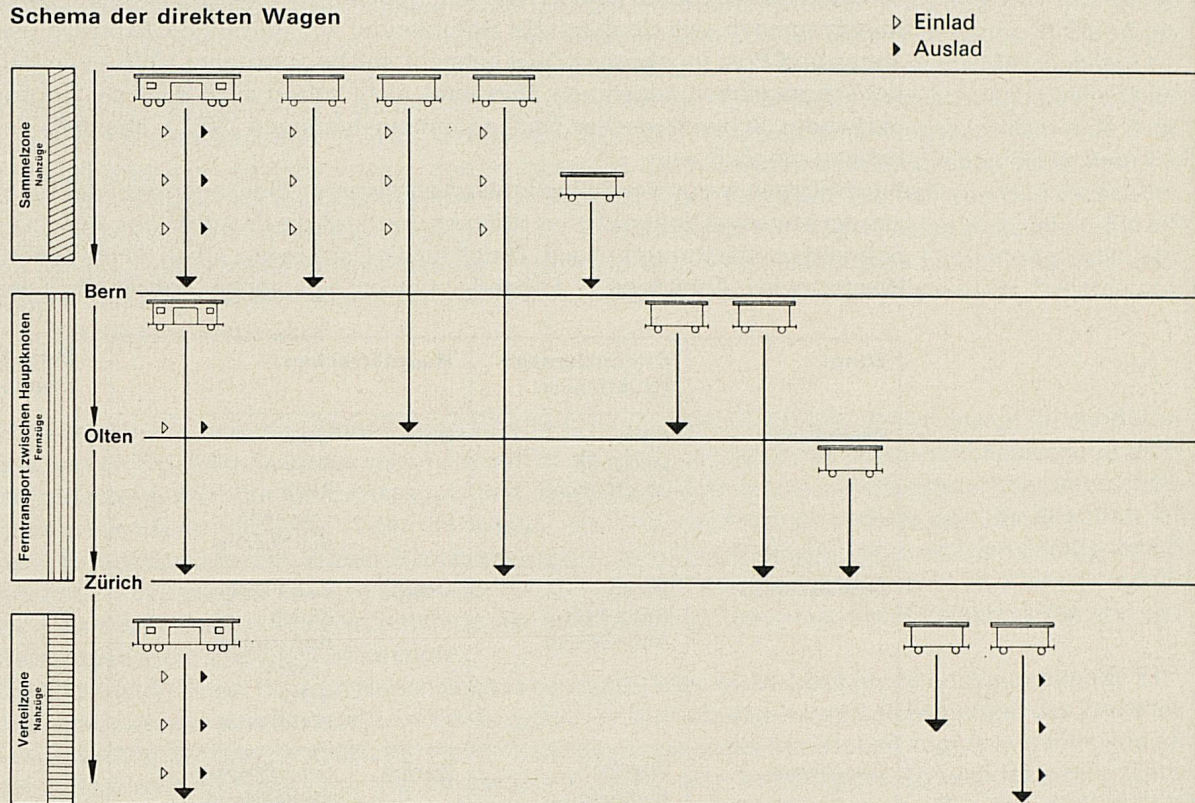 Schema der direkten Wagen
Einlad
Auslad
Sammelzone
Nahzüge
Bern
Ferntransport zwischen Hauptknoten
Fernzüge
Olten
Zürich
Verteilzone
Nahzüge